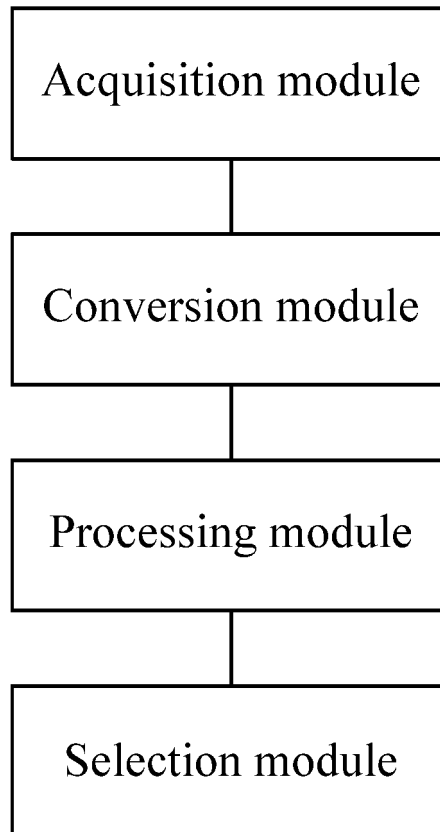 Acquisition module
Conversion module
Processing module
Selection module